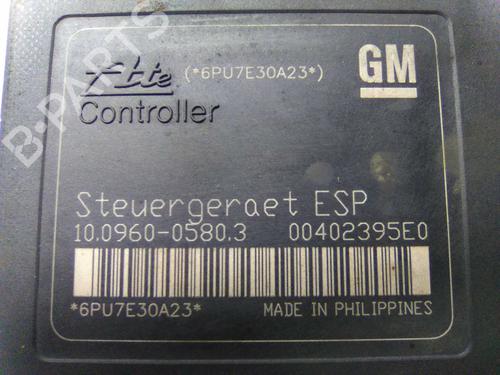 Ate (*6PU7E30A23*) GM
Controller
Steuergeraet ESP
10.0960-0580.3 00402395E0
*6PU7E30A23* MADE IN PHILIPPINES
B-PARTS